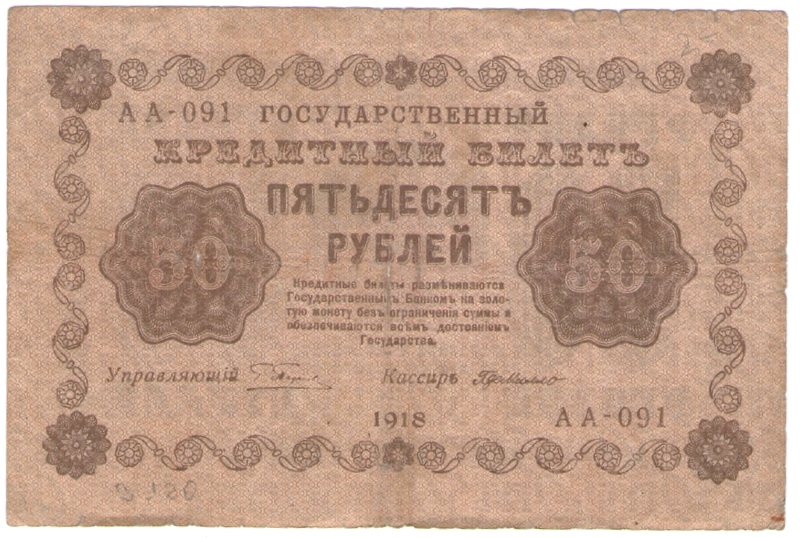 АА-091 ГОСУДАРСТВЕННЫЙ
КРЕДИТНЫЙ БИЛЕТЪ
ПЯТЬДЕСЯТЪ
РУБЛЕЙ
50 50
Кредитные билеты размѣниваются
Государственнымъ Банкомъ на золо-
тую монету безъ ограниченія суммы и
обезпечиваются всѣмъ достояніемъ
Государства.
Управляющій Кассиръ
1918 АА-091